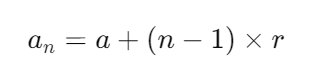 aₙ = a + (n − 1) × r